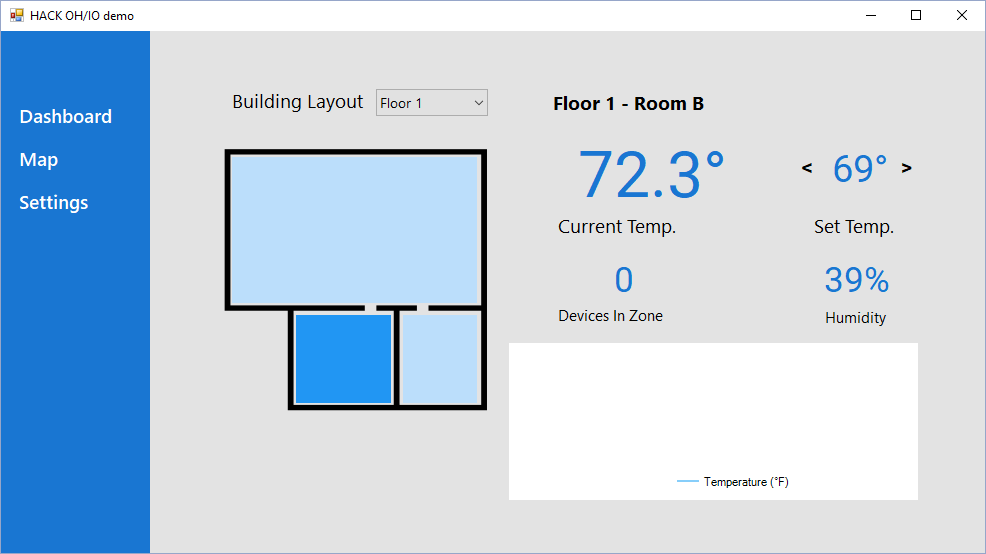 HACK OH/IO demo
Dashboard
Map
Settings
Building Layout
Floor 1
Floor 1 - Room B
72.3°
< 69° >
Current Temp.
Set Temp.
0
39%
Devices In Zone
Humidity
Temperature (°F)